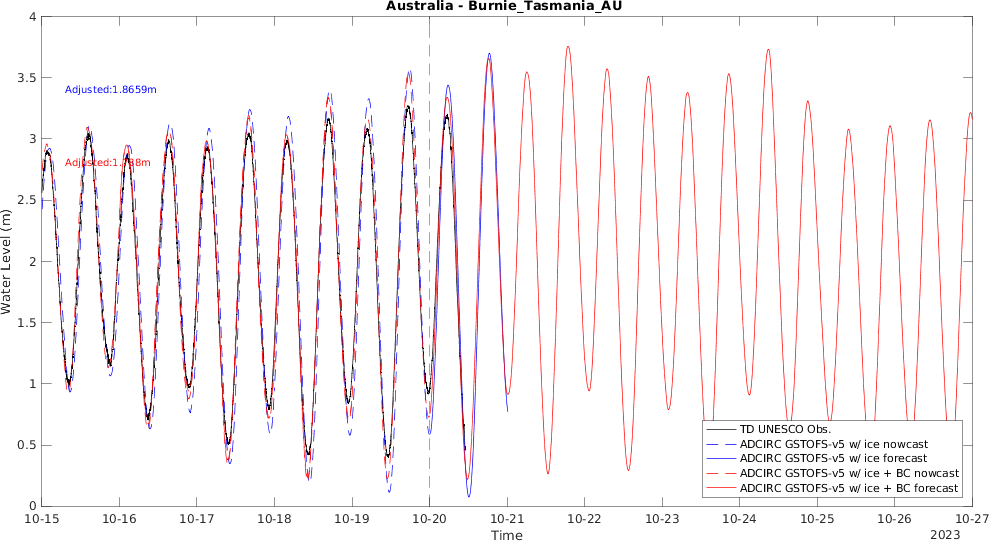 Australia - Burnie_Tasmania_AU
Water Level (m)
4
3.5
3
2.5
2
1.5
1
0.5
0
Adjusted:1.8659m
TD UNESCO Obs.
ADCIRC GSTOFS-v5 w/ ice nowcast
ADCIRC GSTOFS-v5 w/ ice forecast
ADCIRC GSTOFS-v5 w/ ice + BC nowcast
ADCIRC GSTOFS-v5 w/ ice + BC forecast
10-15 10-16 10-17 10-18 10-19 10-20 10-21 10-22 10-23 10-24 10-25 10-26 10-27
Time
2023